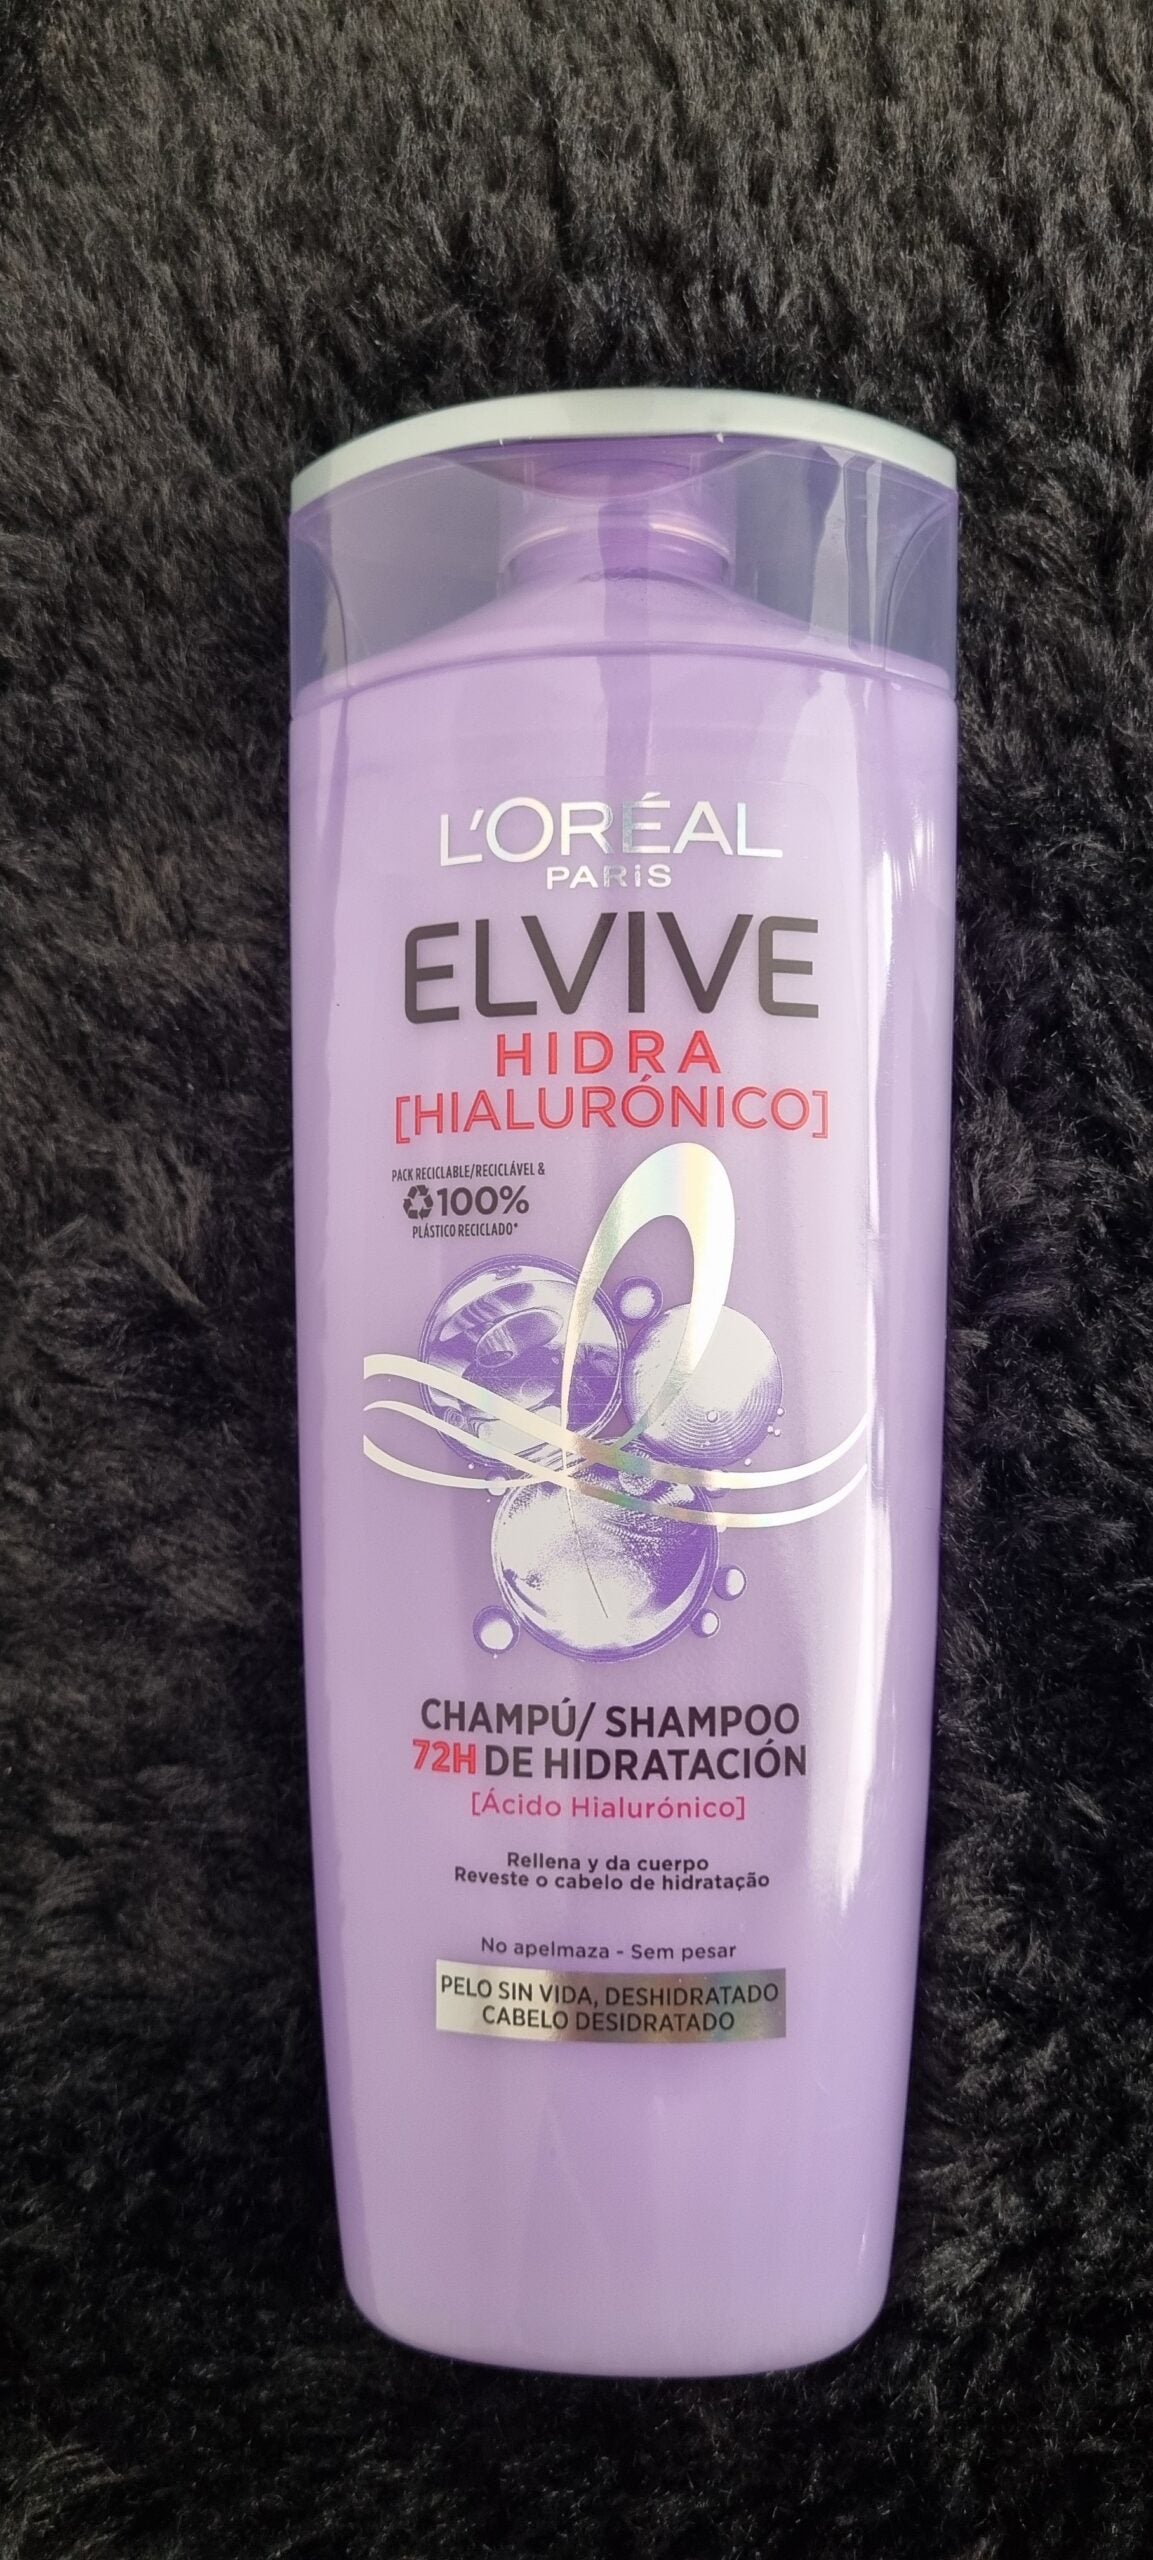 L'ORÉAL
PARiS
ELVIVE
HIDRA
[HIALURÓNICO]
PACK RECICLABLE/RECICLÁVEL &
100%
PLÁSTICO RECICLADO*
CHAMPÚ/ SHAMPOO
72H DE HIDRATACIÓN
[Ácido Hialurónico]
Rellena y da cuerpo
Reveste o cabelo de hidratação
No apelmaza - Sem pesar
PELO SIN VIDA, DESHIDRATADO
CABELO DESIDRATADO